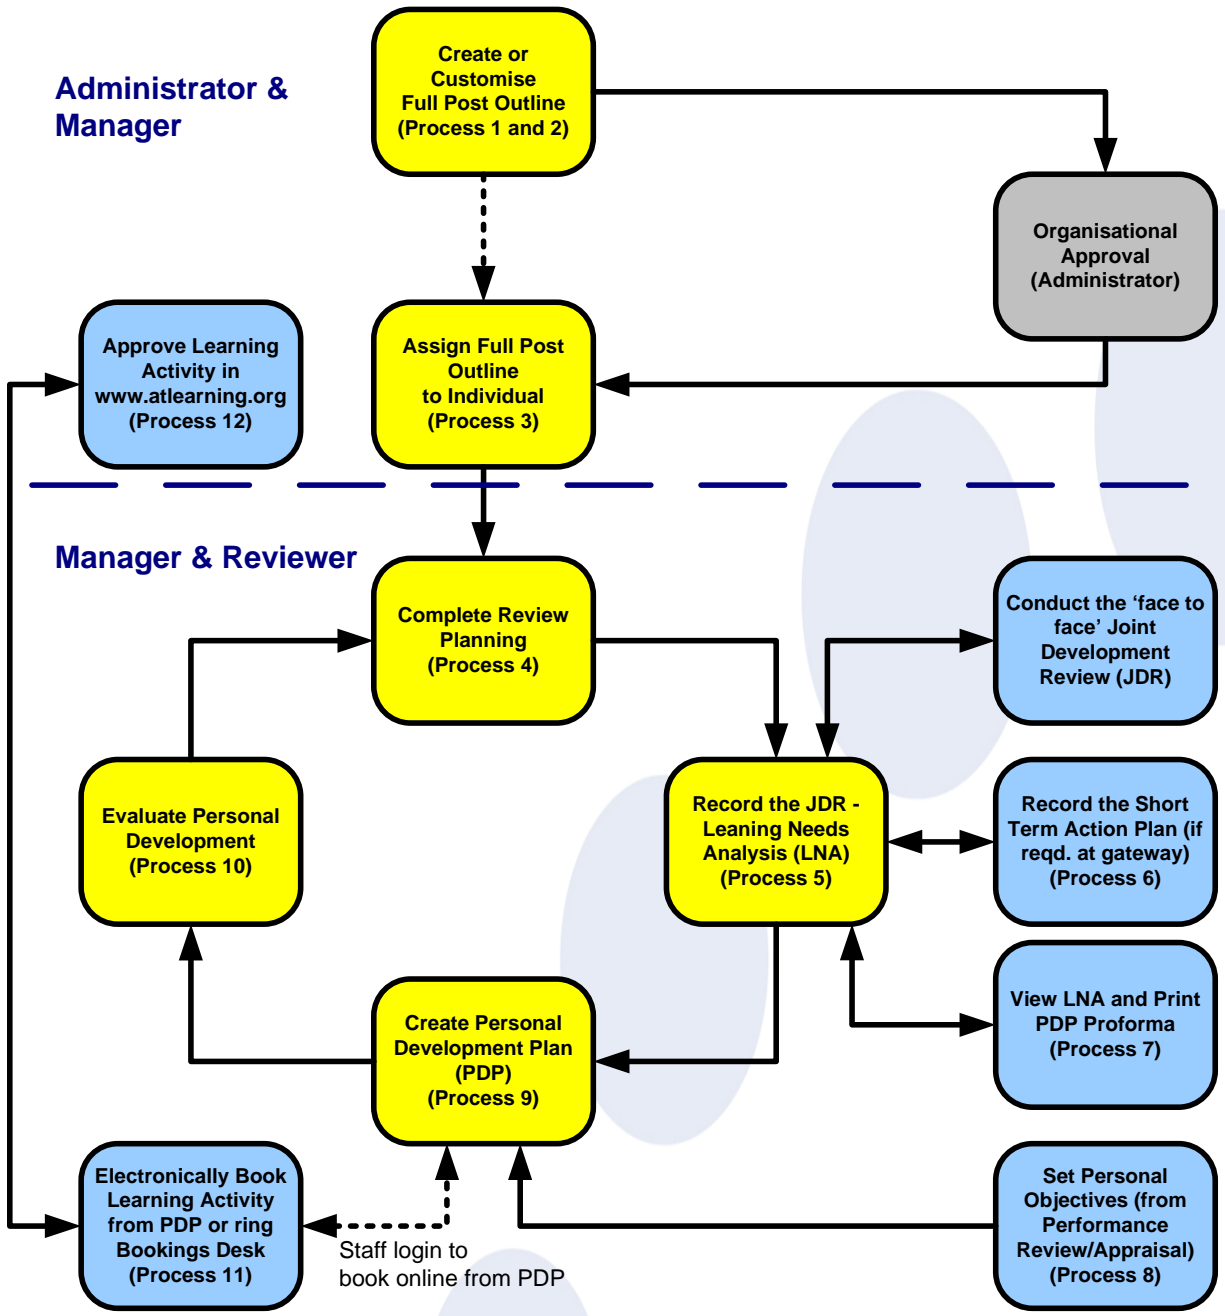 Administrator &
Manager
Create or
Customise
Full Post Outline
(Process 1 and 2)
Organisational
Approval
(Administrator)
Approve Learning
Activity in
www.atlearning.org
(Process 12)
Assign Full Post
Outline
to Individual
(Process 3)
Manager & Reviewer
Complete Review
Planning
(Process 4)
Conduct the ‘face to
face’ Joint
Development
Review (JDR)
Evaluate Personal
Development
(Process 10)
Record the JDR -
Leaning Needs
Analysis (LNA)
(Process 5)
Record the Short
Term Action Plan (if
reqd. at gateway)
(Process 6)
View LNA and Print
PDP Proforma
(Process 7)
Create Personal
Development Plan
(PDP)
(Process 9)
Electronically Book
Learning Activity
from PDP or ring
Bookings Desk
(Process 11)
Staff login to
book online from PDP
Set Personal
Objectives (from
Performance
Review/Appraisal)
(Process 8)